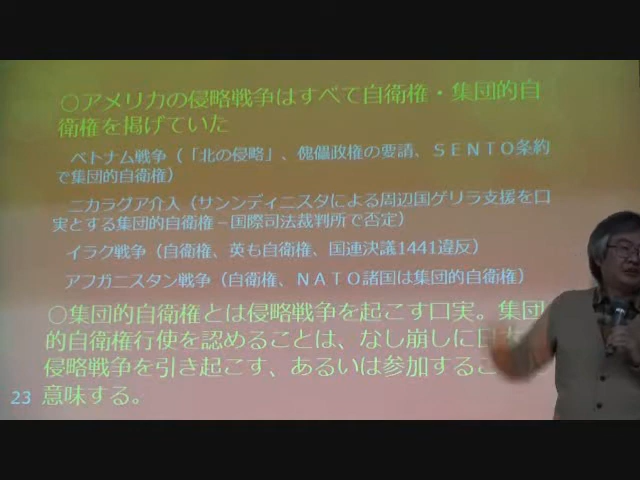 ○アメリカの侵略戦争はすべて自衛権・集団的自
衛権を掲げていた
ベトナム戦争（「北の侵略」、傀儡政権の要請、ＳＥＮＴＯ条約
で集団的自衛権）
ニカラグア介入（サンンディニスタによる周辺国ゲリラ支援を口
実とする集団的自衛権－国際司法裁判所で否定）
イラク戦争（自衛権、英も自衛権、国連決議1441違反）
アフガニスタン戦争（自衛権、ＮＡＴＯ諸国は集団的自衛権）
○集団的自衛権とは侵略戦争を起こす口実。集団
的自衛権行使を認めることは、なし崩しに
侵略戦争を引き起こす、あるいは参加するこ
意味する。
23